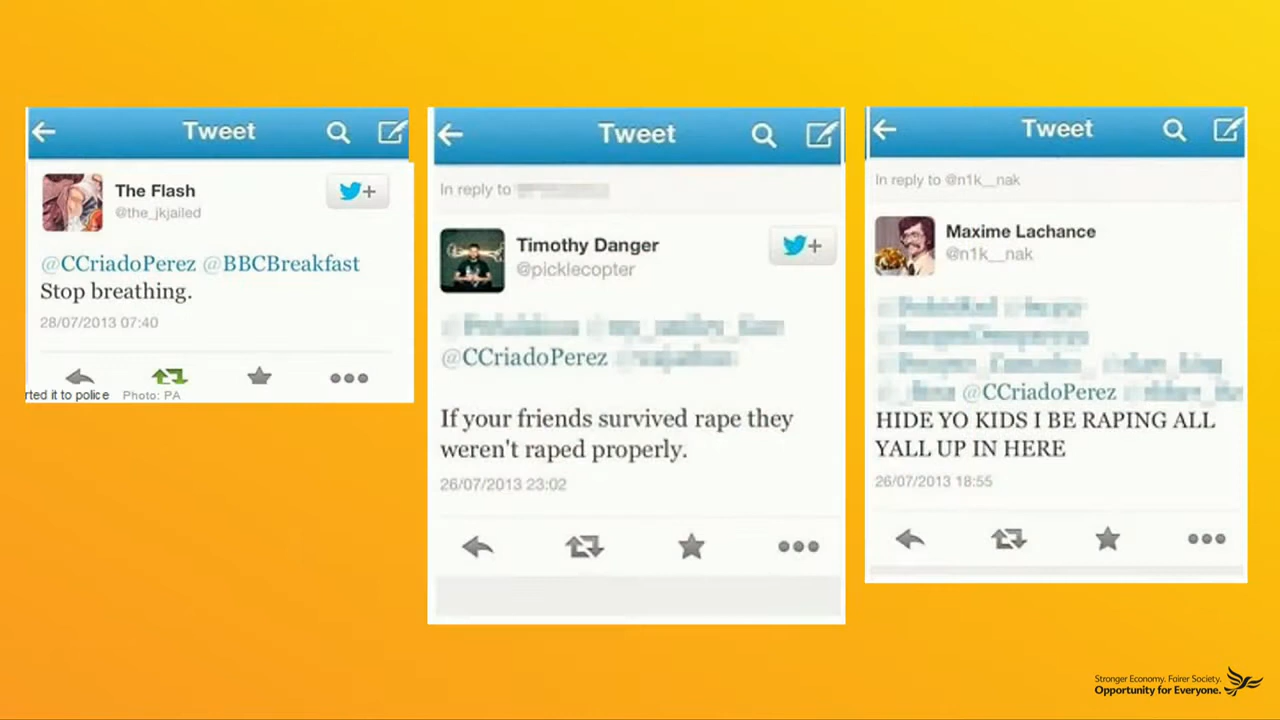 Tweet
The Flash
@the_jkjailed
@CCriadoPerez @BBCBreakfast
Stop breathing.
28/07/2013 07:40
rted it to police Photo: PA
Tweet
In reply to
Timothy Danger
@picklecopter
@CCriadoPerez
If your friends survived rape they
weren't raped properly.
26/07/2013 23:02
Tweet
In reply to @n1k__nak
Maxime Lachance
@n1k__nak
@CCriadoPerez
HIDE YO KIDS I BE RAPING ALL
YALL UP IN HERE
26/07/2013 18:55
Stronger Economy. Fairer Society.
Opportunity for Everyone.